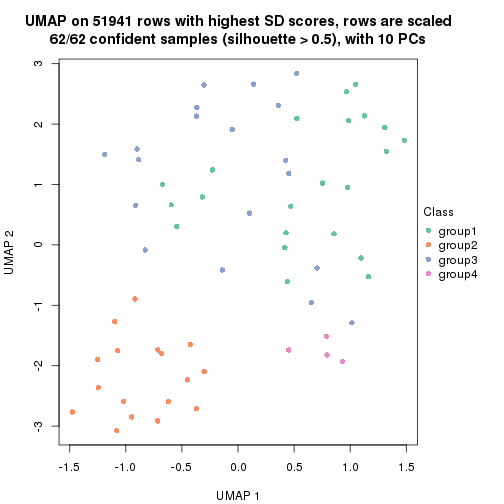 UMAP on 51941 rows with highest SD scores, rows are scaled
62/62 confident samples (silhouette > 0.5), with 10 PCs
3
2
1
0
-1
-2
-3
UMAP 2
-1.5 -1.0 -0.5 0.0 0.5 1.0 1.5
UMAP 1
Class
group1
group2
group3
group4